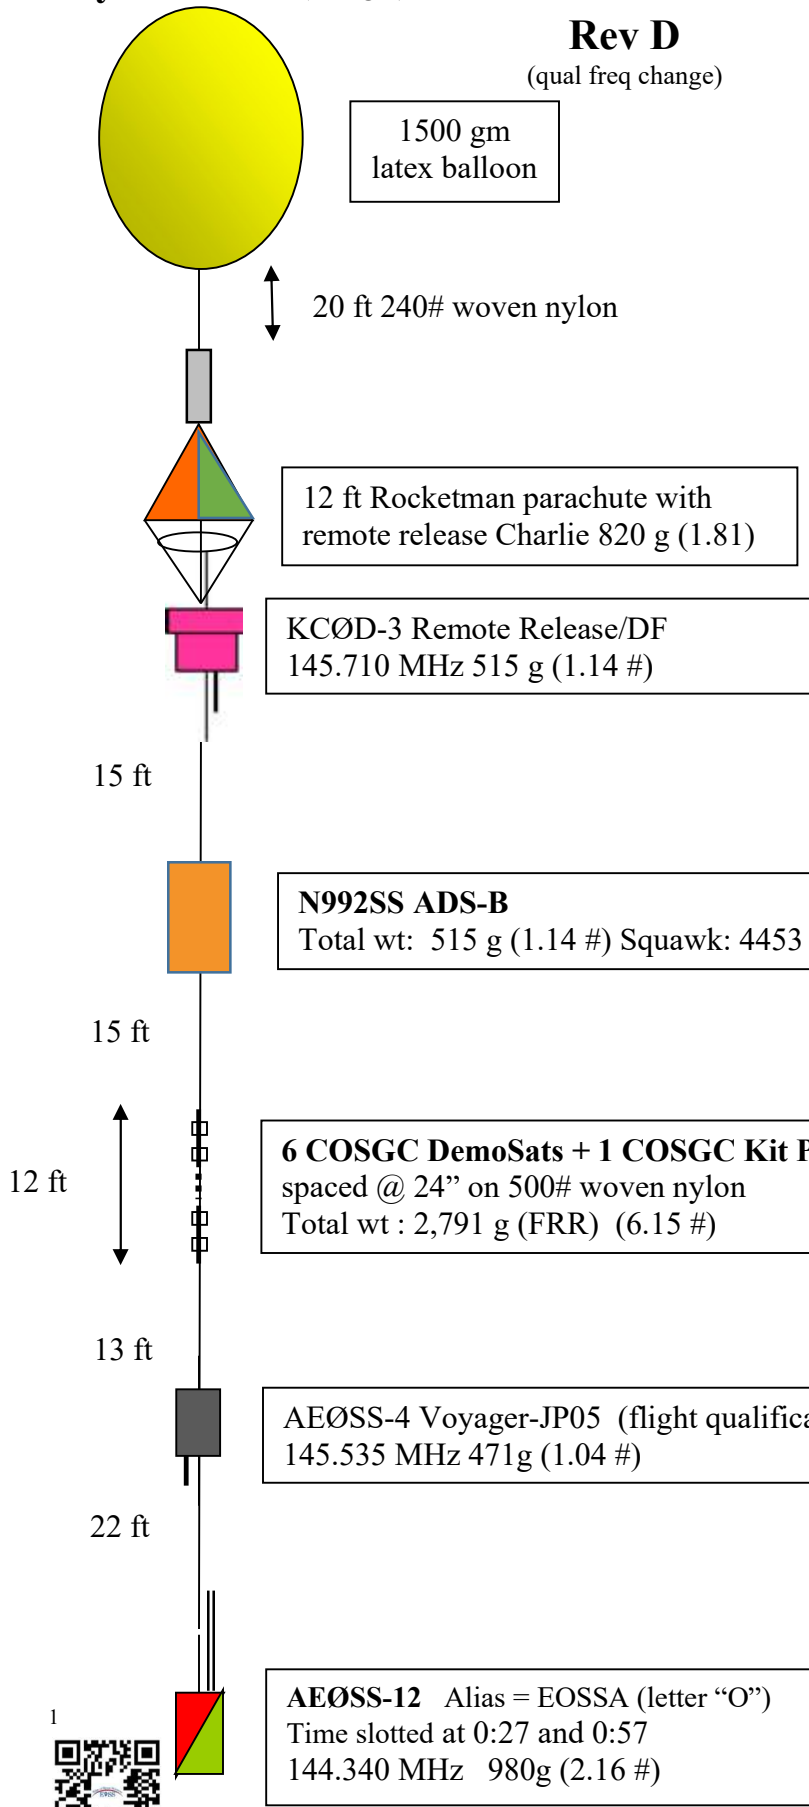 Rev D
(qual freq change)
1500 gm
latex balloon
20 ft 240# woven nylon
12 ft Rocketman parachute with
remote release Charlie 820 g (1.81)
KCØD-3 Remote Release/DF
145.710 MHz 515 g (1.14 #)
15 ft
N992SS ADS-B
Total wt: 515 g (1.14 #) Squawk: 4453
15 ft
12 ft
6 COSGC DemoSats + 1 COSGC Kit P
spaced @ 24” on 500# woven nylon
Total wt : 2,791 g (FRR) (6.15 #)
13 ft
AEØSS-4 Voyager-JP05 (flight qualifica
145.535 MHz 471g (1.04 #)
22 ft
AEØSS-12 Alias = EOSSA (letter “O”)
Time slotted at 0:27 and 0:57
144.340 MHz 980g (2.16 #)
1